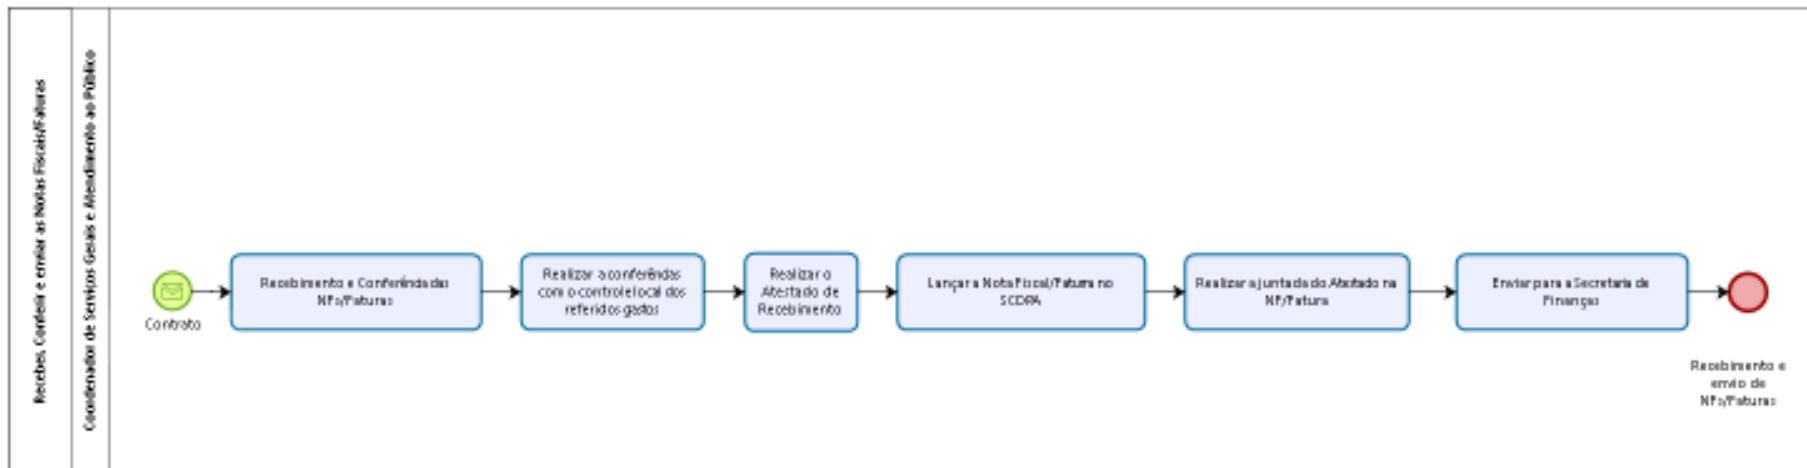 Receber, Conferir e enviar as Notas Fiscais/Faturas
Coordenador de Serviços Gerais e Atendimento ao Público
Contrato
Recebimento e Conferência das
NFs/Faturas
Realizar a conferências
com o controle local dos
referidos gastos
Realizar o
Atestado de
Recebimento
Lançar a Nota Fiscal/Fatura no
Realizar a juntada do Atestado na
NF/Fatura
Enviar para a Secretaria de
Finanças
Recebimento e
envio de
NFs/Faturas